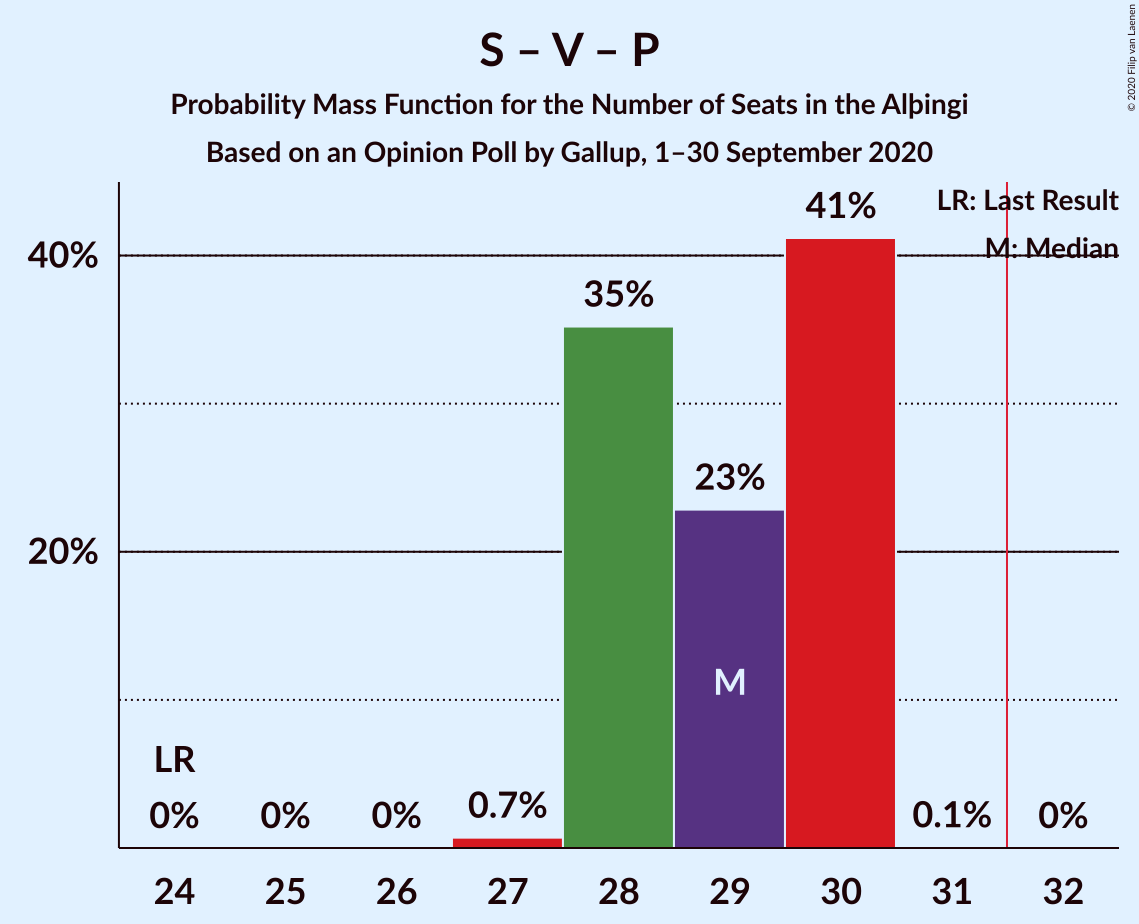 S – V – P
Probability Mass Function for the Number of Seats in the Alþingi
Based on an Opinion Poll by Gallup, 1–30 September 2020
© 2020 Filip van Laenen
LR: Last Result
M: Median
40%
20%
41%
35%
23%
M
LR
0%
0%
0%
0.7%
0.1%
0%
24
25
26
27
28
29
30
31
32